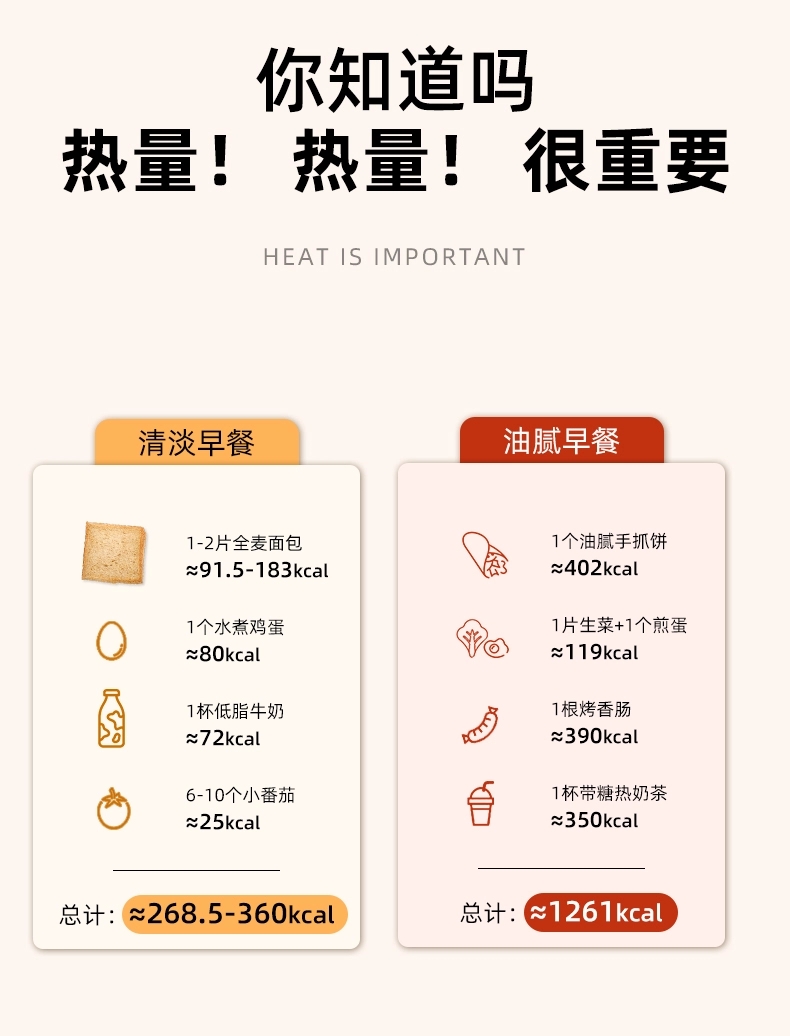 你知道吗
热量！ 热量！ 很重要
HEAT IS IMPORTANT
清淡早餐
1-2片全麦面包
≈91.5-183kcal
1个水煮鸡蛋
≈80kcal
1杯低脂牛奶
≈72kcal
6-10个小番茄
≈25kcal
总计：≈268.5-360kcal
油腻早餐
1个油腻手抓饼
≈402kcal
1片生菜+1个煎蛋
≈119kcal
1根烤香肠
≈390kcal
1杯带糖热奶茶
≈350kcal
总计：≈1261kcal